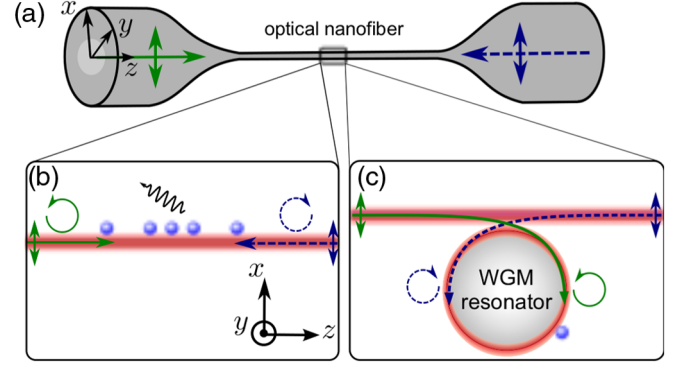 (a)
x
y
z
optical nanofiber
(b)
x
y
z
(c)
WGM
resonator